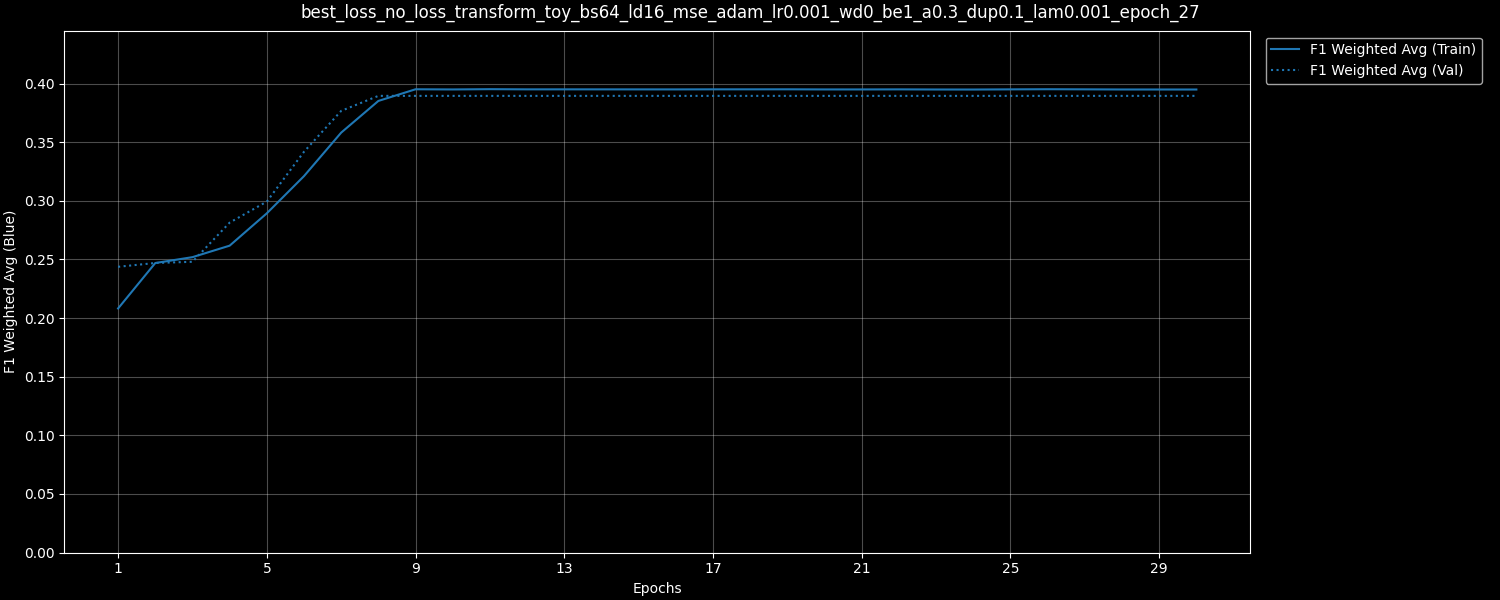 best_loss_no_loss_transform_toy_bs64_ld16_mse_adam_lr0.001_wd0_be1_a0.3_dup0.1_lam0.001_epoch_27
F1 Weighted Avg (Train)
F1 Weighted Avg (Val)
F1 Weighted Avg (Blue)
0.40
0.35
0.30
0.25
0.20
0.15
0.10
0.05
0.00
1 5 9 13 17 21 25 29
Epochs